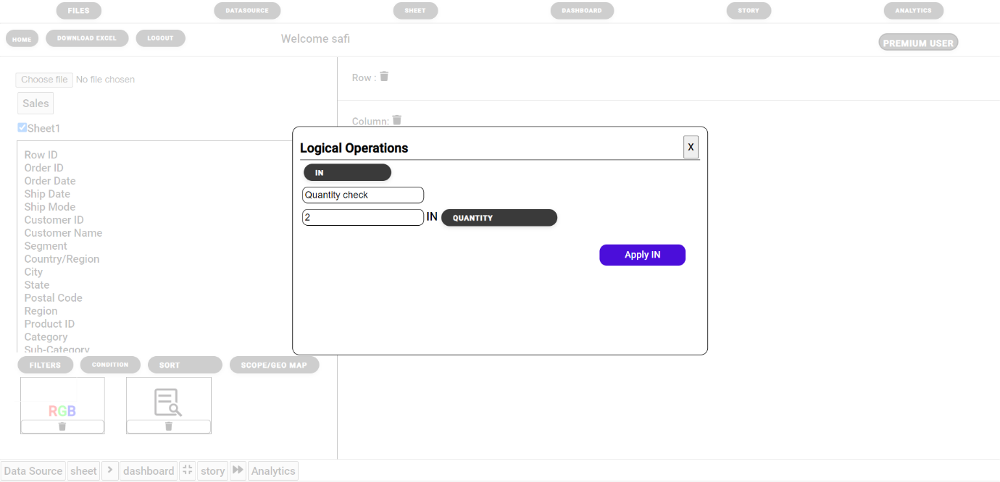 FILES DATASOURCE SHEET DASHBOARD STORY ANALYTICS
HOME DOWNLOAD EXCEL LOGOUT Welcome safi PREMIUM USER
Choose file No file chosen
Row :
Sales
Column:
Sheet1
Logical Operations X
IN
Quantity check
2 IN QUANTITY
Apply IN
Row ID
Order ID
Order Date
Ship Date
Ship Mode
Customer ID
Customer Name
Segment
Country/Region
City
State
Postal Code
Region
Product ID
Category
Sub-Category
FILTERS CONDITION SORT SCOPE/GEO MAP
RGB
Data Source sheet dashboard story Analytics